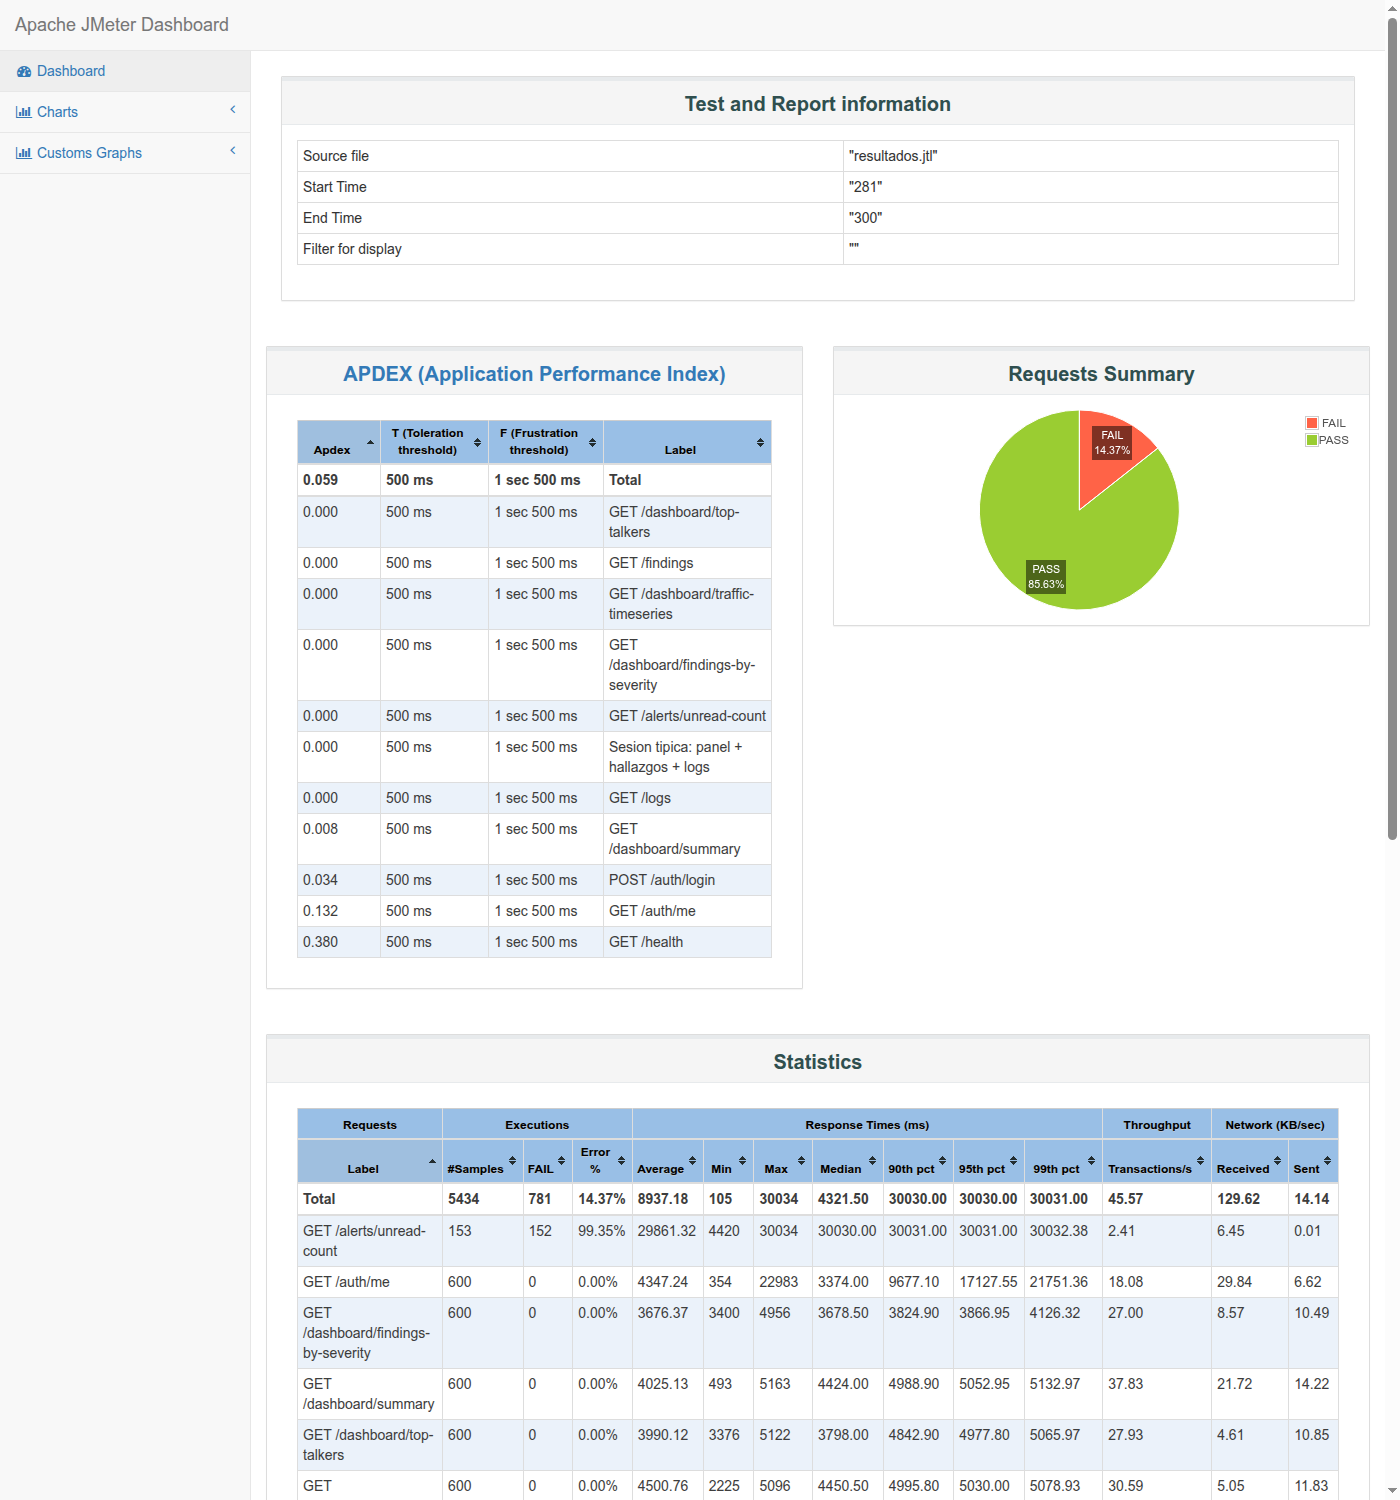 Apache JMeter Dashboard
Dashboard
Charts
Customs Graphs
Test and Report information
Source file "resultados.jtl"
Start Time "281"
End Time "300"
Filter for display ""
APDEX (Application Performance Index)
Apdex T (Toleration threshold) F (Frustration threshold) Label
0.059 500 ms 1 sec 500 ms Total
0.000 500 ms 1 sec 500 ms GET /dashboard/top-
talkers
0.000 500 ms 1 sec 500 ms GET /findings
0.000 500 ms 1 sec 500 ms GET /dashboard/traffic-
timeseries
0.000 500 ms 1 sec 500 ms GET
/dashboard/findings-by-
severity
0.000 500 ms 1 sec 500 ms GET /alerts/unread-count
0.000 500 ms 1 sec 500 ms Sesion tipica: panel +
hallazgos + logs
0.000 500 ms 1 sec 500 ms GET /logs
0.008 500 ms 1 sec 500 ms GET
/dashboard/summary
0.034 500 ms 1 sec 500 ms POST /auth/login
0.132 500 ms 1 sec 500 ms GET /auth/me
0.380 500 ms 1 sec 500 ms GET /health
Requests Summary
FAIL
14.37%
PASS
85.63%
FAIL
PASS
Statistics
Requests Executions Response Times (ms) Throughput Network (KB/sec)
Label #Samples FAIL Error % Average Min Max Median 90th pct 95th pct 99th pct Transactions/s Received Sent
Total 5434 781 14.37% 8937.18 105 30034 4321.50 30030.00 30030.00 30031.00 45.57 129.62 14.14
GET /alerts/unread- 153 152 99.35% 29861.32 4420 30034 30030.00 30031.00 30031.00 30032.38 2.41 6.45 0.01
count
GET /auth/me 600 0 0.00% 4347.24 354 22983 3374.00 9677.10 17127.55 21751.36 18.08 29.84 6.62
GET 600 0 0.00% 3676.37 3400 4956 3678.50 3824.90 3866.95 4126.32 27.00 8.57 10.49
/dashboard/findings-
by-severity
GET 600 0 0.00% 4025.13 493 5163 4424.00 4988.90 5052.95 5132.97 37.83 21.72 14.22
/dashboard/summary
GET /dashboard/top- 600 0 0.00% 3990.12 3376 5122 3798.00 4842.90 4977.80 5065.97 27.93 4.61 10.85
talkers
GET 600 0 0.00% 4500.76 2225 5096 4450.50 4995.80 5030.00 5078.93 30.59 5.05 11.83